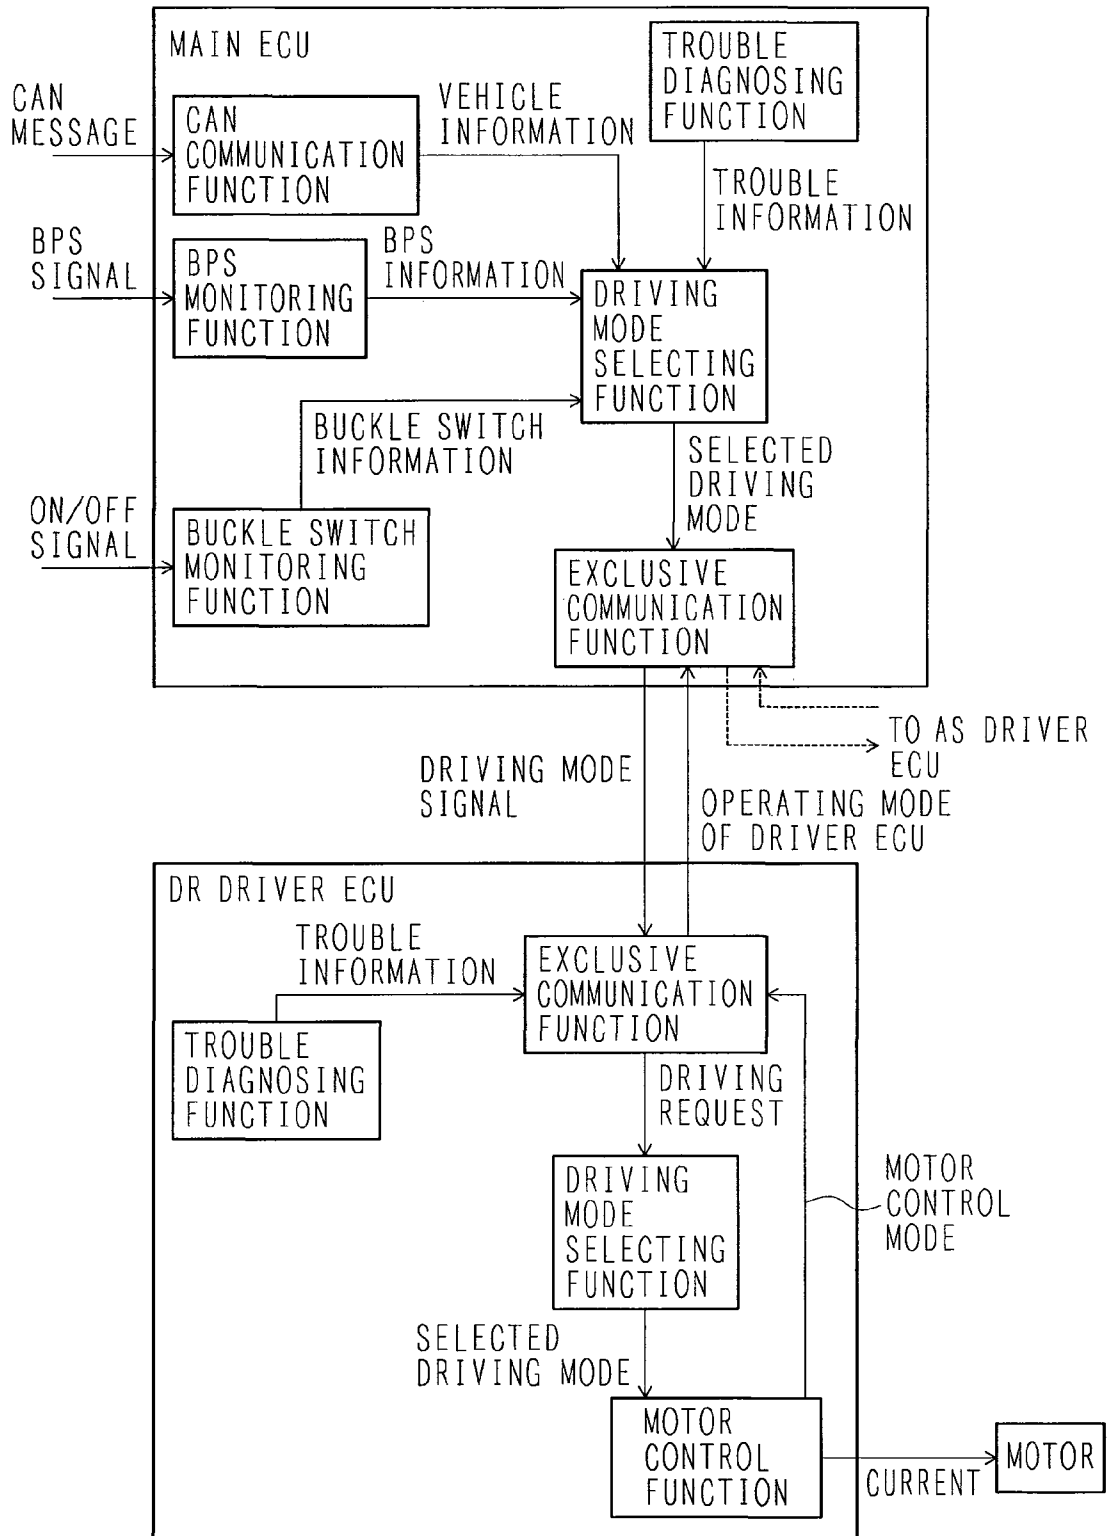 MAIN ECU
TROUBLE
DIAGNOSING
FUNCTION
CAN
MESSAGE
CAN
COMMUNICATION
FUNCTION
VEHICLE
INFORMATION
TROUBLE
INFORMATION
BPS
SIGNAL
BPS
MONITORING
FUNCTION
BPS
INFORMATION
DRIVING
MODE
SELECTING
FUNCTION
BUCKLE SWITCH
INFORMATION
SELECTED
DRIVING
MODE
ON/OFF
SIGNAL
BUCKLE SWITCH
MONITORING
FUNCTION
EXCLUSIVE
COMMUNICATION
FUNCTION
TO AS DRIVER
ECU
DRIVING MODE
SIGNAL
OPERATING MODE
OF DRIVER ECU
DR DRIVER ECU
TROUBLE
INFORMATION
EXCLUSIVE
COMMUNICATION
FUNCTION
TROUBLE
DIAGNOSING
FUNCTION
DRIVING
REQUEST
DRIVING
MODE
SELECTING
FUNCTION
MOTOR
CONTROL
MODE
SELECTED
DRIVING MODE
MOTOR
CONTROL
FUNCTION
CURRENT
MOTOR